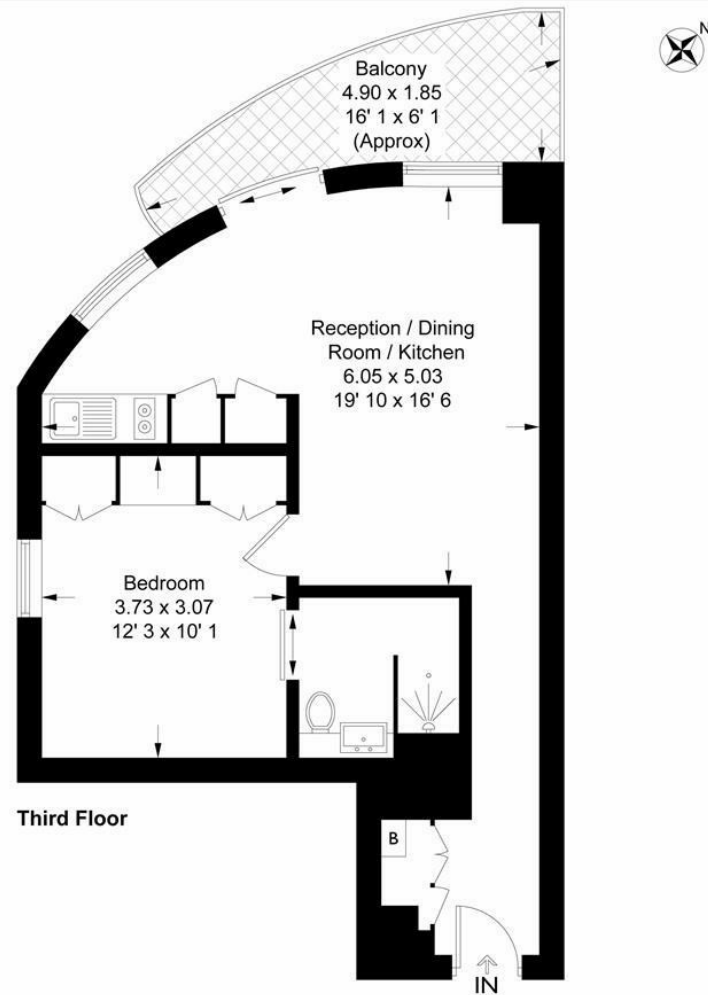 N
Balcony
4.90 x 1.85
16' 1 x 6' 1
(Approx)
Reception / Dining
Room / Kitchen
6.05 x 5.03
19' 10 x 16' 6
Bedroom
3.73 x 3.07
12' 3 x 10' 1
Third Floor
B
IN